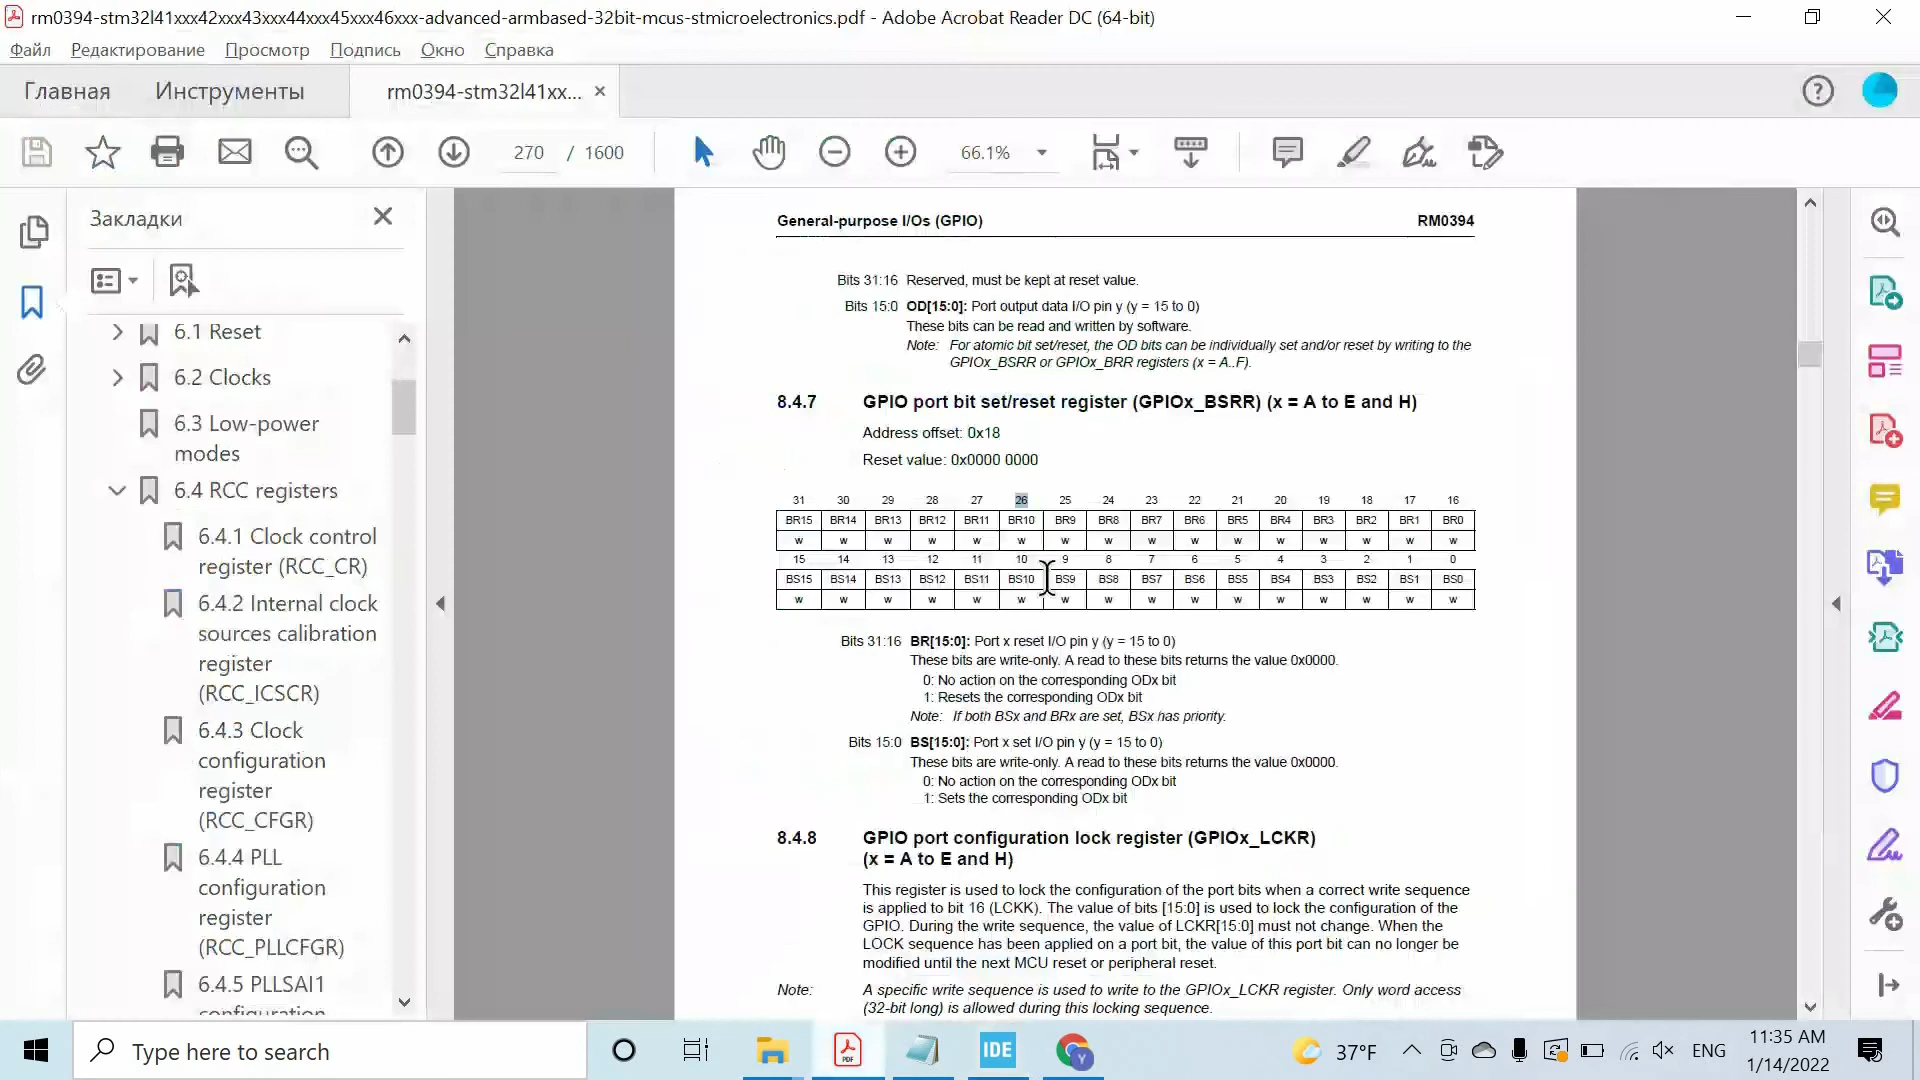 rm0394-stm32l41xxx42xxx43xxx44xxx45xxx46xxx-advanced-armbased-32bit-mcus-stmicroelectronics.pdf - Adobe Acrobat Reader DC (64-bit)
Файл Редактирование Просмотр Подпись Окно Справка
Главная Инструменты rm0394-stm32l41xx...
270 / 1600 66.1%
Закладки
6.1 Reset
6.2 Clocks
6.3 Low-power
modes
6.4 RCC registers
6.4.1 Clock control
register (RCC_CR)
6.4.2 Internal clock
sources calibration
register
(RCC_ICSCR)
6.4.3 Clock
configuration
register
(RCC_CFGR)
6.4.4 PLL
configuration
register
(RCC_PLLCFGR)
6.4.5 PLLSAI1
configuration
General-purpose I/Os (GPIO) RM0394
Bits 31:16 Reserved, must be kept at reset value.
Bits 15:0 OD[15:0]: Port output data I/O pin y (y = 15 to 0)
These bits can be read and written by software.
Note: For atomic bit set/reset, the OD bits can be individually set and/or reset by writing to the
GPIOx_BSRR or GPIOx_BRR registers (x = A..F).
8.4.7 GPIO port bit set/reset register (GPIOx_BSRR) (x = A to E and H)
Address offset: 0x18
Reset value: 0x0000 0000
31 30 29 28 27 26 25 24 23 22 21 20 19 18 17 16
BR15 BR14 BR13 BR12 BR11 BR10 BR9 BR8 BR7 BR6 BR5 BR4 BR3 BR2 BR1 BR0
w w w w w w w w w w w w w w w w
15 14 13 12 11 10 9 8 7 6 5 4 3 2 1 0
BS15 BS14 BS13 BS12 BS11 BS10 BS9 BS8 BS7 BS6 BS5 BS4 BS3 BS2 BS1 BS0
w w w w w w w w w w w w w w w w
Bits 31:16 BR[15:0]: Port x reset I/O pin y (y = 15 to 0)
These bits are write-only. A read to these bits returns the value 0x0000.
0: No action on the corresponding ODx bit
1: Resets the corresponding ODx bit
Note: If both BSx and BRx are set, BSx has priority.
Bits 15:0 BS[15:0]: Port x set I/O pin y (y = 15 to 0)
These bits are write-only. A read to these bits returns the value 0x0000.
0: No action on the corresponding ODx bit
1: Sets the corresponding ODx bit
8.4.8 GPIO port configuration lock register (GPIOx_LCKR)
(x = A to E and H)
This register is used to lock the configuration of the port bits when a correct write sequence
is applied to bit 16 (LCKK). The value of bits [15:0] is used to lock the configuration of the
GPIO. During the write sequence, the value of LCKR[15:0] must not change. When the
LOCK sequence has been applied on a port bit, the value of this port bit can no longer be
modified until the next MCU reset or peripheral reset.
Note: A specific write sequence is used to write to the GPIOx_LCKR register. Only word access
(32-bit long) is allowed during this locking sequence.
Type here to search
PDF
IDE
Y
37°F
ENG
11:35 AM
1/14/2022